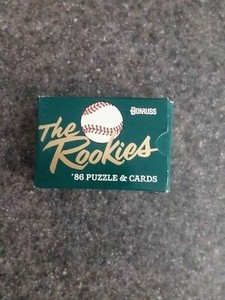 DONRUSS
The
Rookies
'86 PUZZLE & CARDS